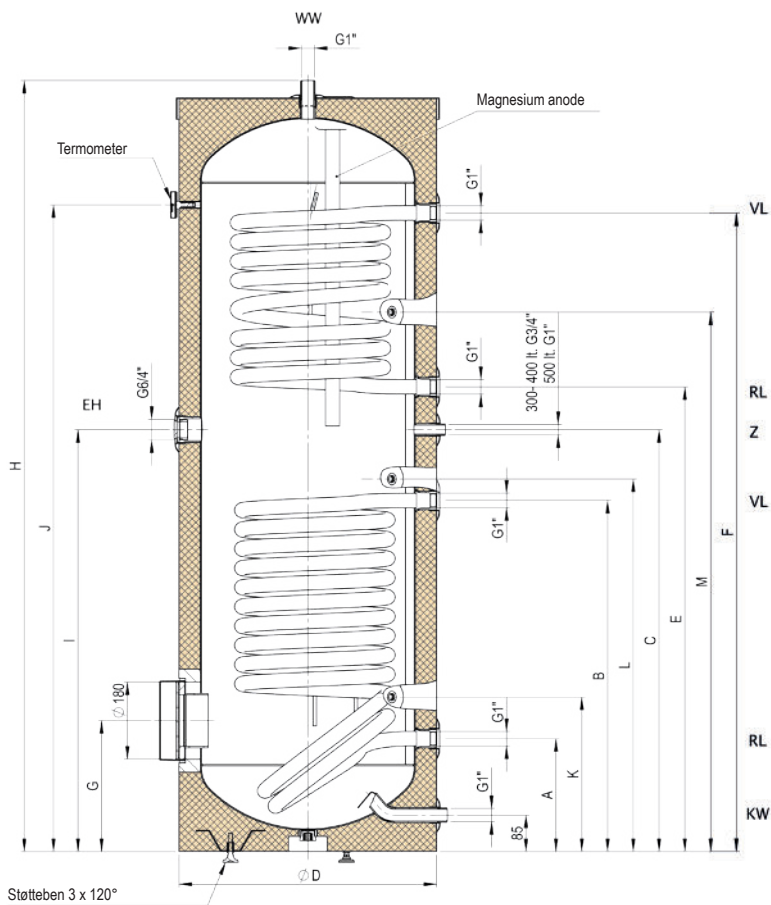 WW
G1"
Magnesium anode
Termometer
G1"
VL
300- 400 lt. G3/4"
500 lt. G1"
G1"
RL
EH
G6/4"
Z
VL
G1"
H
J
I
F
M
E
C
L
B
∅180
G1"
RL
G
K
A
G1"
KW
85
∅D
Støtteben 3 x 120°